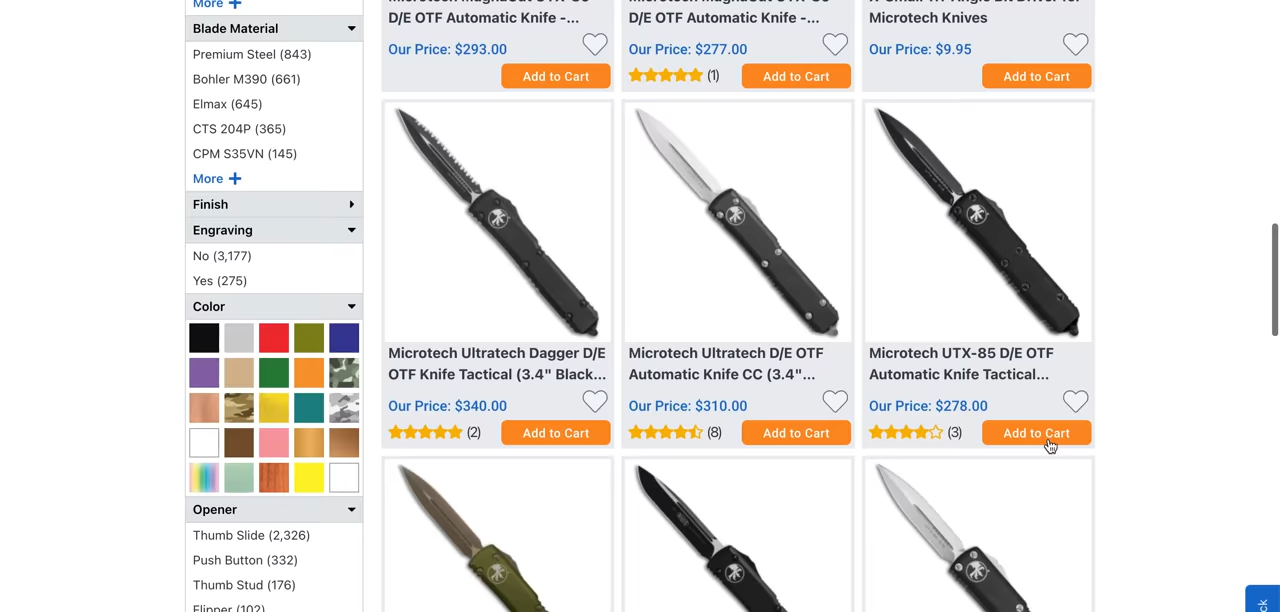 More +
Blade Material
Premium Steel (843)
Bohler M390 (661)
Elmax (645)
CTS 204P (365)
CPM S35VN (145)
More +
Finish
Engraving
No (3,177)
Yes (275)
Color
Opener
Thumb Slide (2,326)
Push Button (332)
Thumb Stud (176)
Flipper (102)
D/E OTF Automatic Knife -...
Our Price: $293.00
Add to Cart
D/E OTF Automatic Knife -...
Our Price: $277.00
(1)
Add to Cart
Microtech Knives
Our Price: $9.95
Add to Cart
Microtech Ultratech Dagger D/E
OTF Knife Tactical (3.4" Black...
Our Price: $340.00
(2)
Add to Cart
Microtech Ultratech D/E OTF
Automatic Knife CC (3.4"...
Our Price: $310.00
(8)
Add to Cart
Microtech UTX-85 D/E OTF
Automatic Knife Tactical...
Our Price: $278.00
(3)
Add to Cart